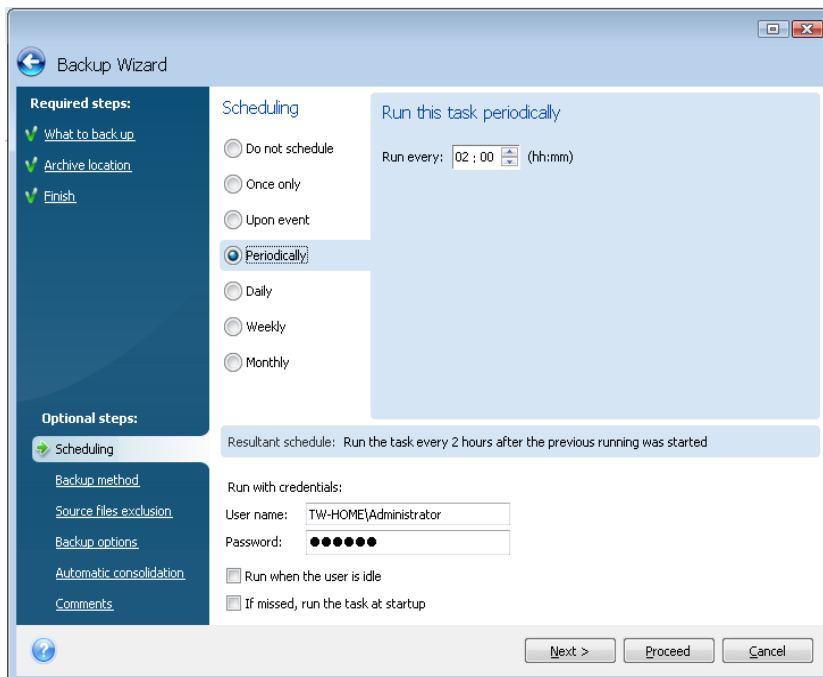 Backup Wizard
Required steps:
What to back up
Archive location
Finish
Optional steps:
Scheduling
Backup method
Source files exclusion
Backup options
Automatic consolidation
Comments
Scheduling
Do not schedule
Once only
Upon event
Periodically
Daily
Weekly
Monthly
Run this task periodically
Run every: 02 : 00 (hh:mm)
Resultant schedule: Run the task every 2 hours after the previous running was started
Run with credentials:
User name: TW-HOME\Administrator
Password: ●●●●●●
Run when the user is idle
If missed, run the task at startup
?
Next >
Proceed
Cancel